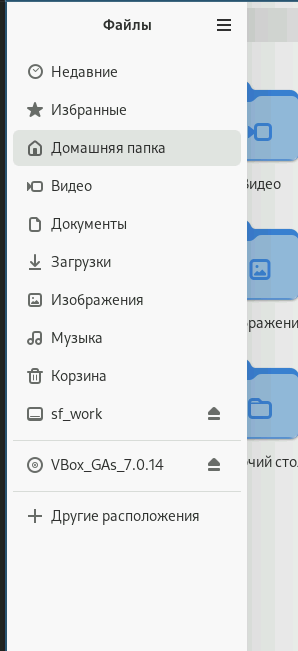 Файлы
Недавние
Избранные
Домашняя папка
Видео
Документы
Загрузки
Изображения
Музыка
Корзина
sf_work
VBox_GAs_7.0.14
Другие расположения
Видео